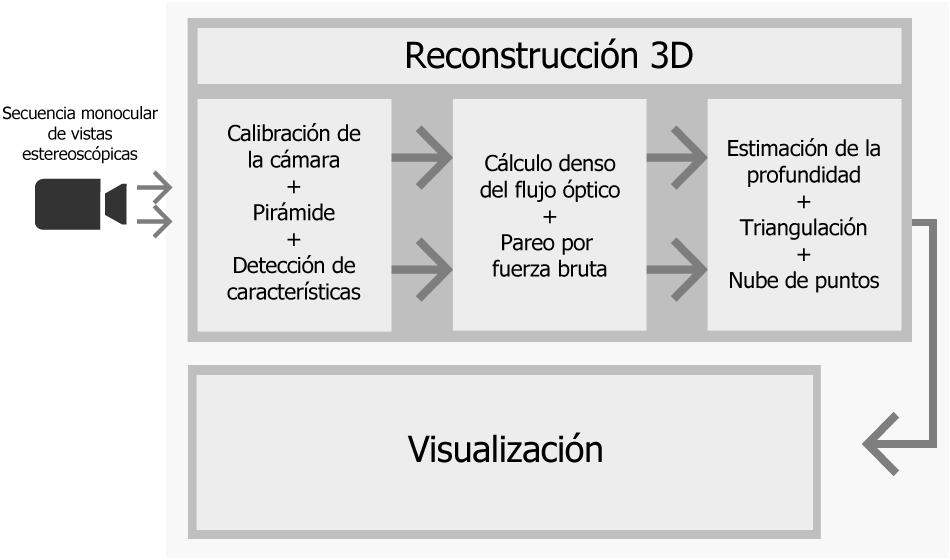 Reconstrucción 3D
Secuencia monocular
de vistas
estereoscópicas
Calibración de
la cámara
+
Pirámide
+
Detección de
características
Cálculo denso
del flujo óptico
+
Pareo por
fuerza bruta
Estimación de la
profundidad
+
Triangulación
+
Nube de puntos
Visualización